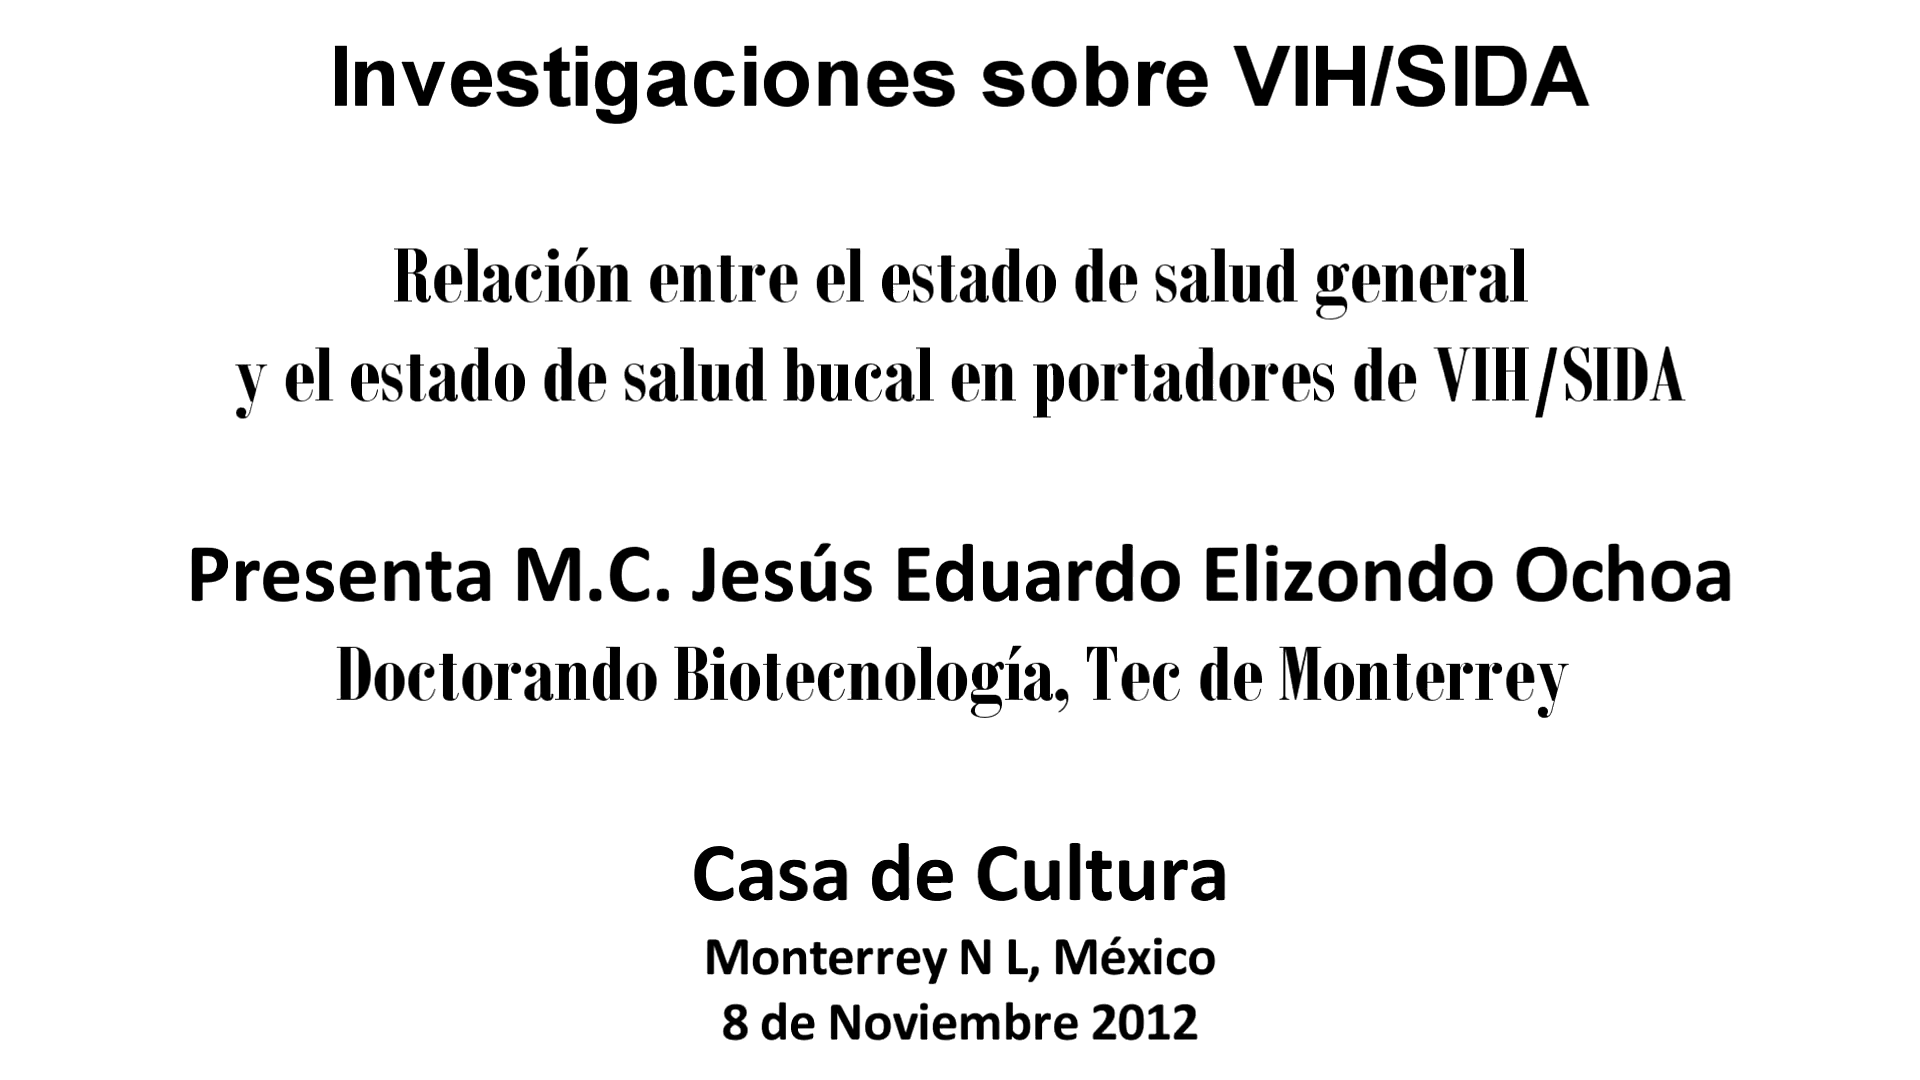 Investigaciones sobre VIH/SIDA
Relación entre el estado de salud general
y el estado de salud bucal en portadores de VIH/SIDA
Presenta M.C. Jesús Eduardo Elizondo Ochoa
Doctorando Biotecnología, Tec de Monterrey
Casa de Cultura
Monterrey N L, México
8 de Noviembre 2012